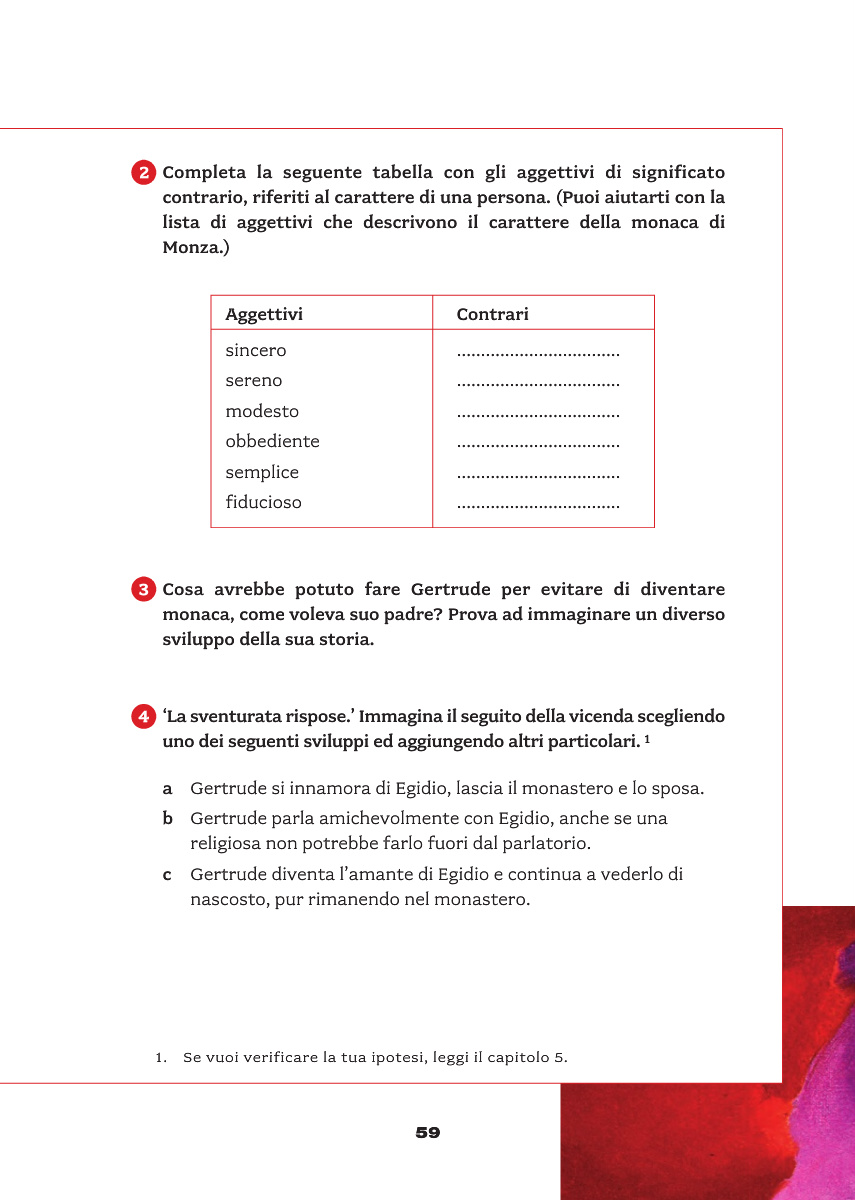 2 Completa la seguente tabella con gli aggettivi di significato
contrario, riferiti al carattere di una persona. (Puoi aiutarti con la
lista di aggettivi che descrivono il carattere della monaca di
Monza.)
Aggettivi Contrari
sincero ..................................
sereno ..................................
modesto ..................................
obbediente ..................................
semplice ..................................
fiducioso ..................................
3 Cosa avrebbe potuto fare Gertrude per evitare di diventare
monaca, come voleva suo padre? Prova ad immaginare un diverso
sviluppo della sua storia.
4 ‘La sventurata rispose.’ Immagina il seguito della vicenda scegliendo
uno dei seguenti sviluppi ed aggiungendo altri particolari. ¹
a Gertrude si innamora di Egidio, lascia il monastero e lo sposa.
b Gertrude parla amichevolmente con Egidio, anche se una
religiosa non potrebbe farlo fuori dal parlatorio.
c Gertrude diventa l’amante di Egidio e continua a vederlo di
nascosto, pur rimanendo nel monastero.
1. Se vuoi verificare la tua ipotesi, leggi il capitolo 5.
59